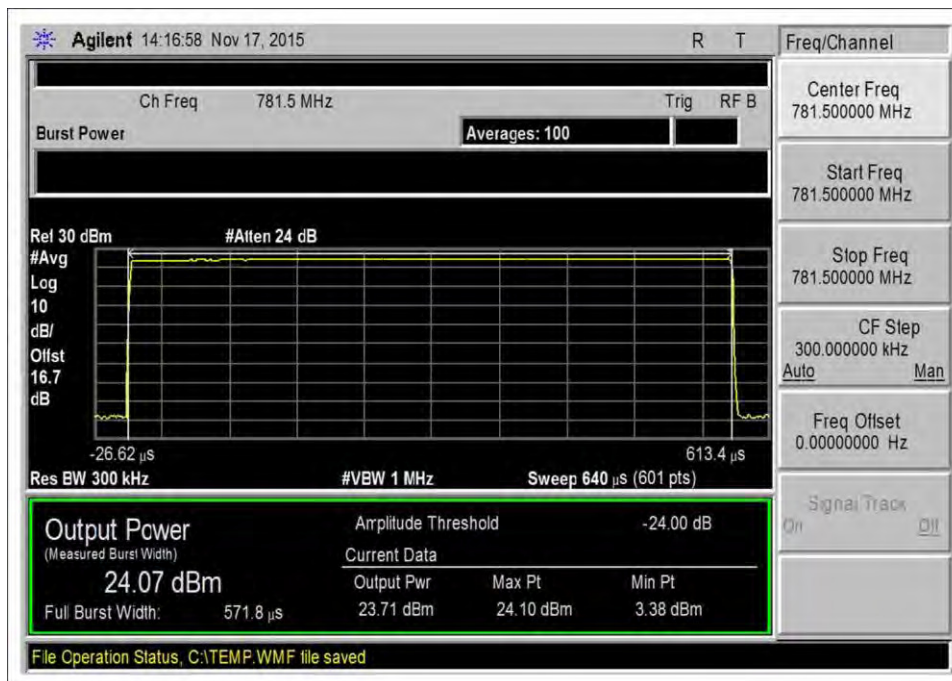 Agilent 14:16:58 Nov 17, 2015 R T
Ch Freq 781.5 MHz Trig RF B
Burst Power Averages: 100
Ref 30 dBm #Atten 24 dB
#Avg
Log
10
dB/
Offst
16.7
dB
-26.62 µs 613.4 µs
Res BW 300 kHz #VBW 1 MHz Sweep 640 µs (601 pts)
Output Power
(Measured Burst Width)
24.07 dBm
Full Burst Width: 571.8 µs
Amplitude Threshold -24.00 dB
Current Data
Output Pwr Max Pt Min Pt
23.71 dBm 24.10 dBm 3.38 dBm
File Operation Status, C:\TEMP.WMF file saved
Freq/Channel
Center Freq
781.500000 MHz
Start Freq
781.500000 MHz
Stop Freq
781.500000 MHz
CF Step
300.000000 kHz
Auto Man
Freq Offset
0.00000000 Hz
Signal Track
On Off